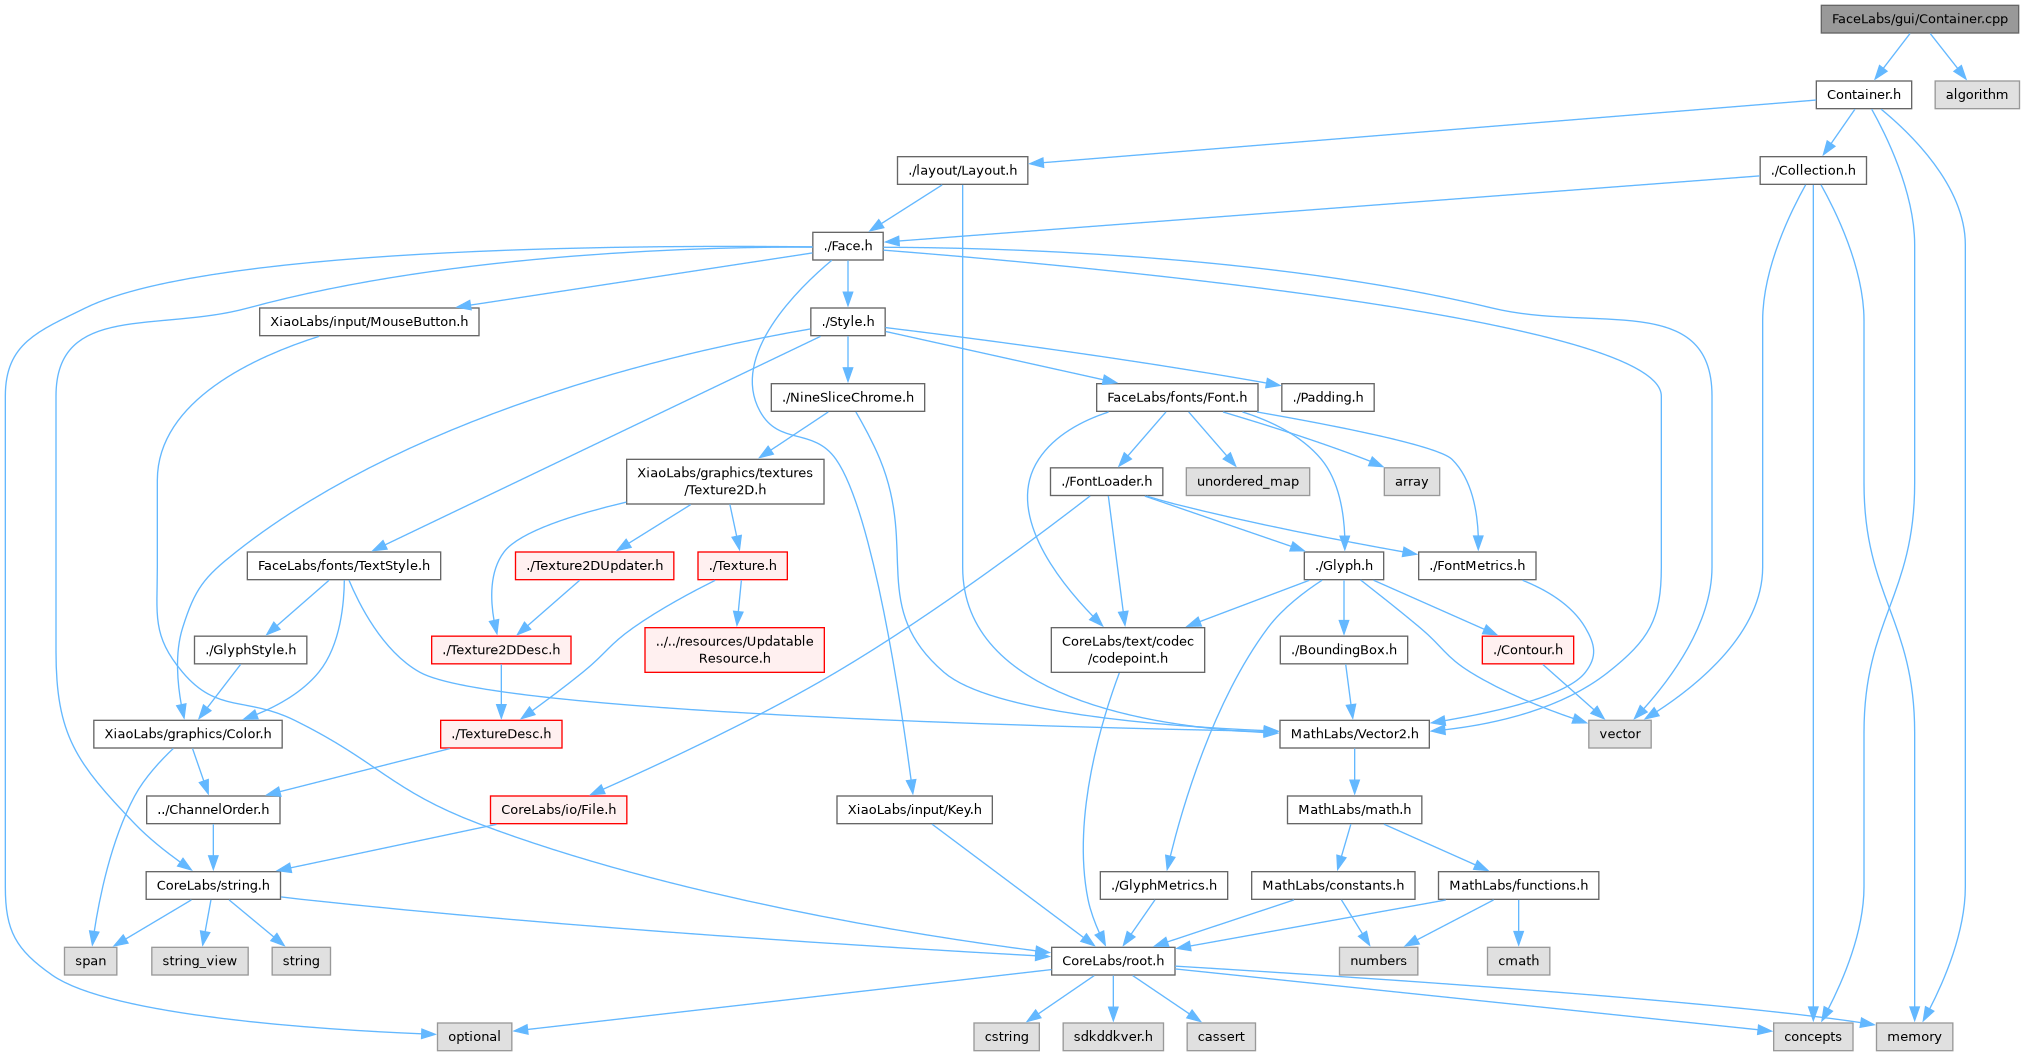 FaceLabs/gui/Container.cpp
Container.h
algorithm
./layout/Layout.h
./Collection.h
./Face.h
XiaoLabs/input/MouseButton.h
./Style.h
./NineSliceChrome.h
FaceLabs/fonts/Font.h
./Padding.h
XiaoLabs/graphics/textures
/Texture2D.h
./FontLoader.h
unordered_map
array
FaceLabs/fonts/TextStyle.h
./Texture2DUpdater.h
./Texture.h
./Glyph.h
./FontMetrics.h
./GlyphStyle.h
./Texture2DDesc.h
../../resources/Updatable
Resource.h
CoreLabs/text/codec
/codepoint.h
./BoundingBox.h
./Contour.h
XiaoLabs/graphics/Color.h
./TextureDesc.h
MathLabs/Vector2.h
vector
../ChannelOrder.h
CoreLabs/io/File.h
XiaoLabs/input/Key.h
MathLabs/math.h
CoreLabs/string.h
./GlyphMetrics.h
MathLabs/constants.h
MathLabs/functions.h
span
string_view
string
CoreLabs/root.h
numbers
cmath
optional
cstring
sdkddkver.h
cassert
concepts
memory